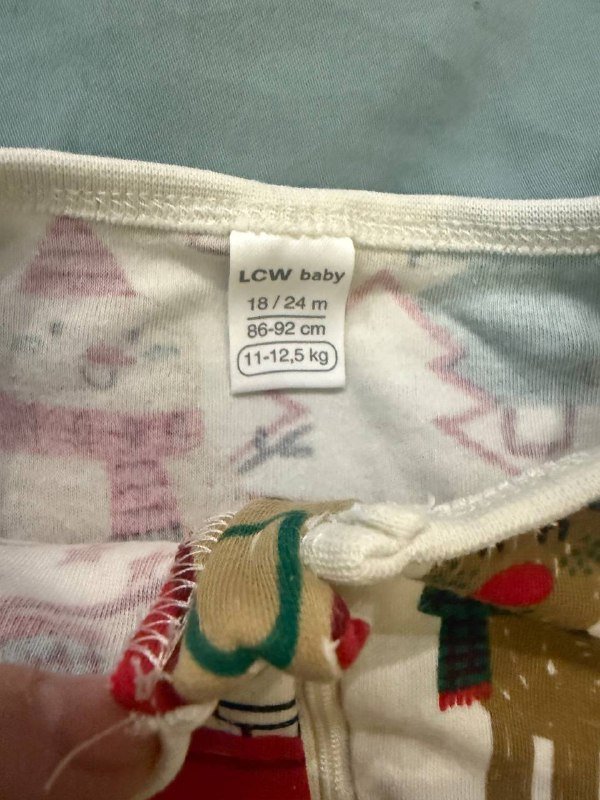 LCW baby
18 / 24 m
86-92 cm
11-12,5 kg